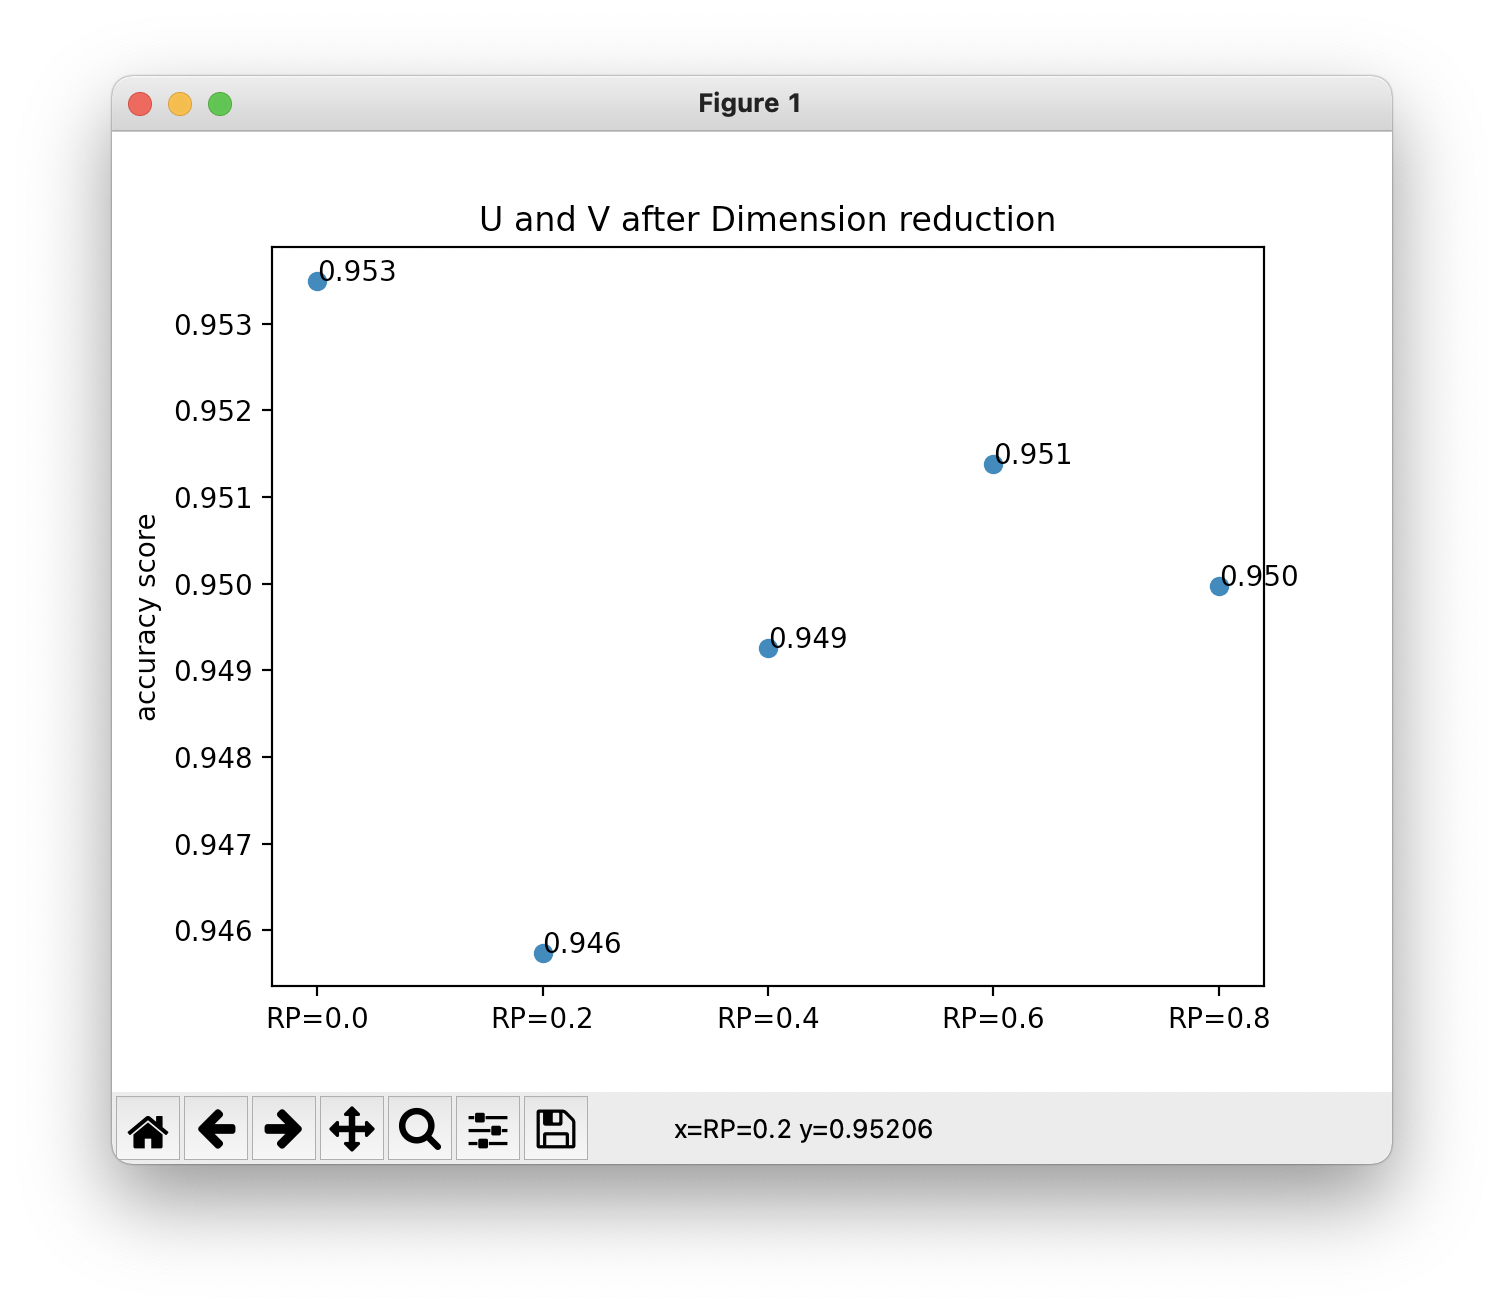 Figure 1
U and V after Dimension reduction
0.953
0.953
0.952
0.951
0.951
0.950
0.950
0.949
0.949
0.948
0.947
0.946
0.946
accuracy score
RP=0.0 RP=0.2 RP=0.4 RP=0.6 RP=0.8
x=RP=0.2 y=0.95206